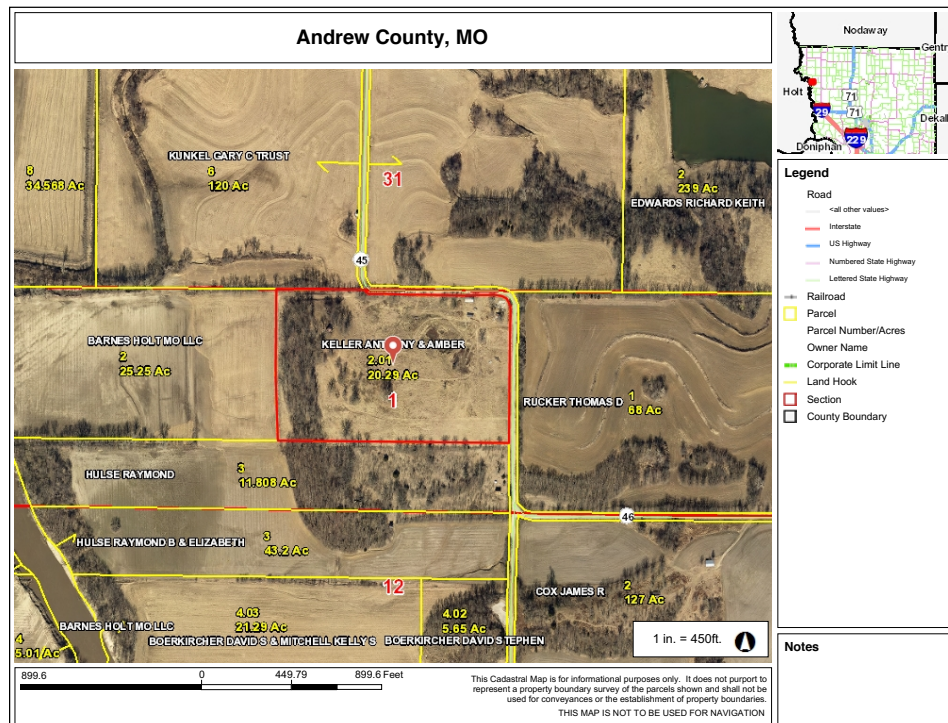 Andrew County, MO
Nodaway
Gentr
Holt
71
29
71
Dekall
229
Doniphan
KUNKEL GARY C TRUST
6
120 Ac
31
8
34.568 Ac
2
239 Ac
EDWARDS RICHARD KEITH
45
BARNES HOLT MO LLC
2
25.25 Ac
KELLER ANTHONY & AMBER
2.01
20.29 Ac
1
RUCKER THOMAS D
1
68 Ac
HULSE RAYMOND
3
11.808 Ac
46
HULSE RAYMOND B & ELIZABETH
3
43.2 Ac
12
COX JAMES R
2
127 Ac
BARNES HOLT MO LLC
4
5.01 Ac
4.03
21.29 Ac
BOERKIRCHER DAVID S & MITCHELL KELLY S
4.02
5.65 Ac
BOERKIRCHER DAVID STEPHEN
1 in. = 450ft.
Legend
Road
<all other values>
Interstate
US Highway
Numbered State Highway
Lettered State Highway
Railroad
Parcel
Parcel Number/Acres
Owner Name
Corporate Limit Line
Land Hook
Section
County Boundary
Notes
899.6 0 449.79 899.6 Feet
This Cadastral Map is for informational purposes only. It does not purport to
represent a property boundary survey of the parcels shown and shall not be
used for conveyances or the establishment of property boundaries.
THIS MAP IS NOT TO BE USED FOR NAVIGATION